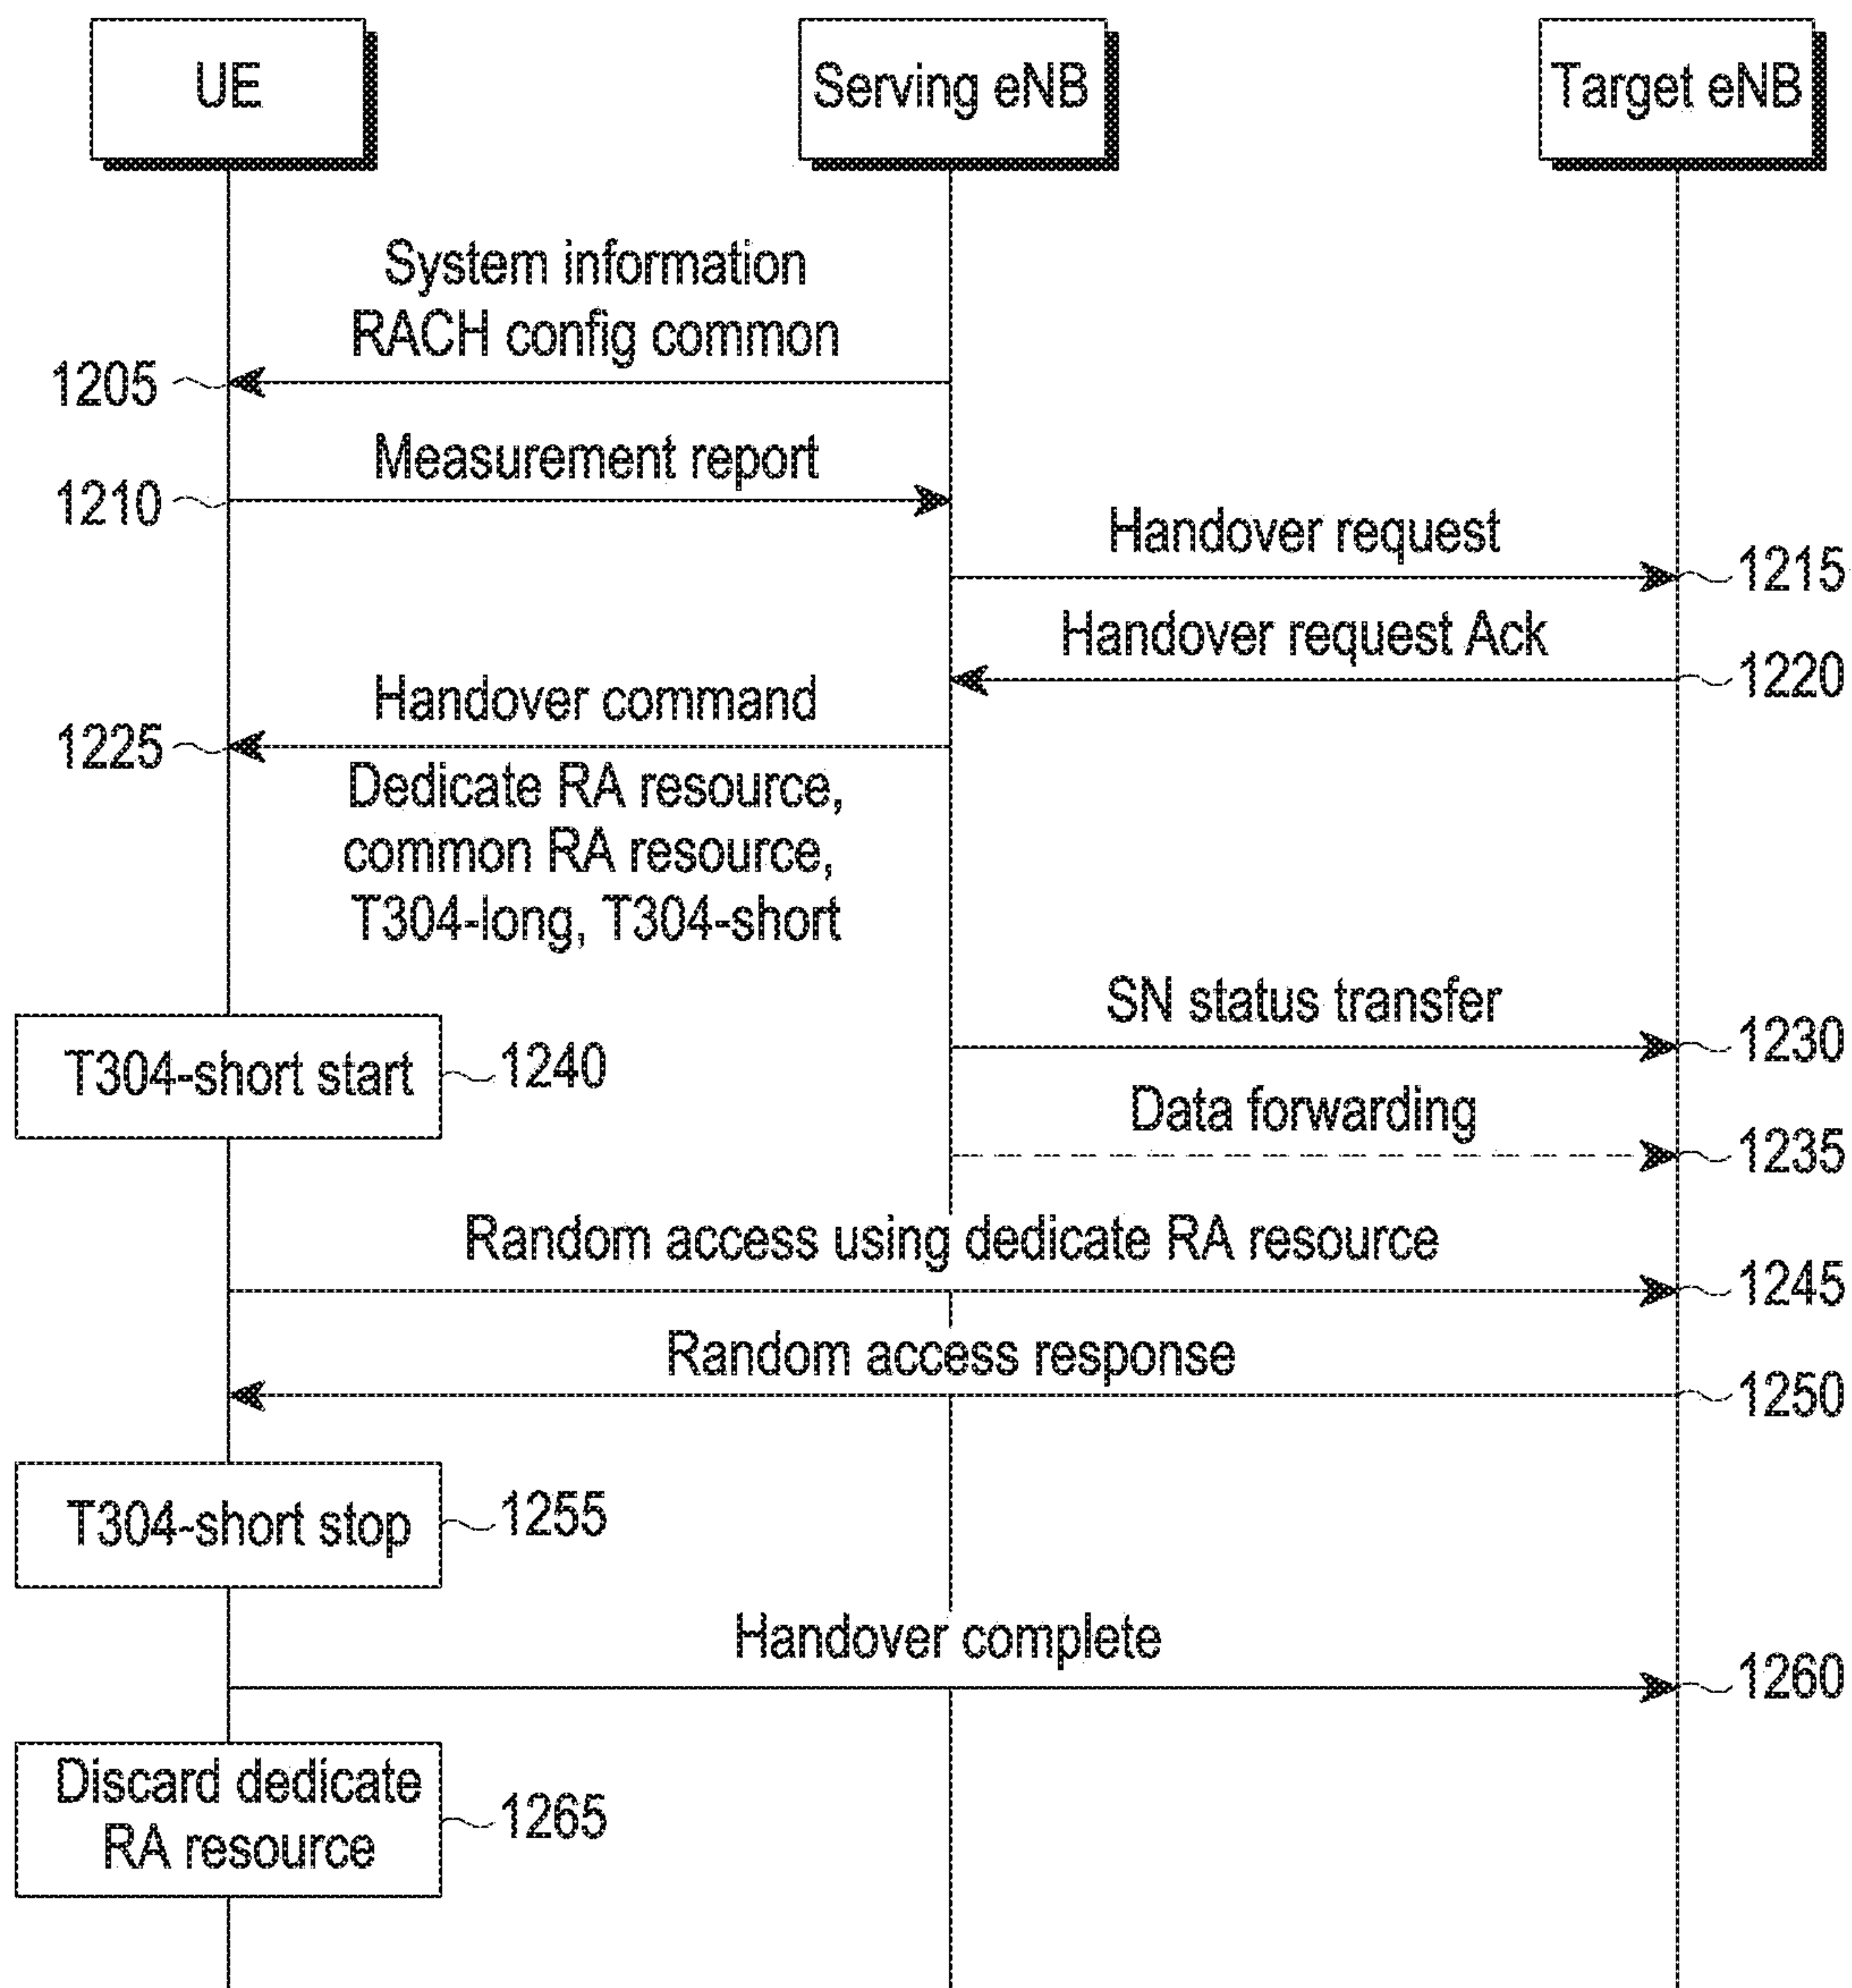 UE
Serving eNB
Target eNB
System information
RACH config common
1205
Measurement report
1210
Handover request
1215
Handover request Ack
1220
Handover command
1225
Dedicate RA resource,
common RA resource,
T304-long, T304-short
SN status transfer
1230
T304-short start
1240
Data forwarding
1235
Random access using dedicate RA resource
1245
Random access response
1250
T304-short stop
1255
Handover complete
1260
Discard dedicate
RA resource
1265